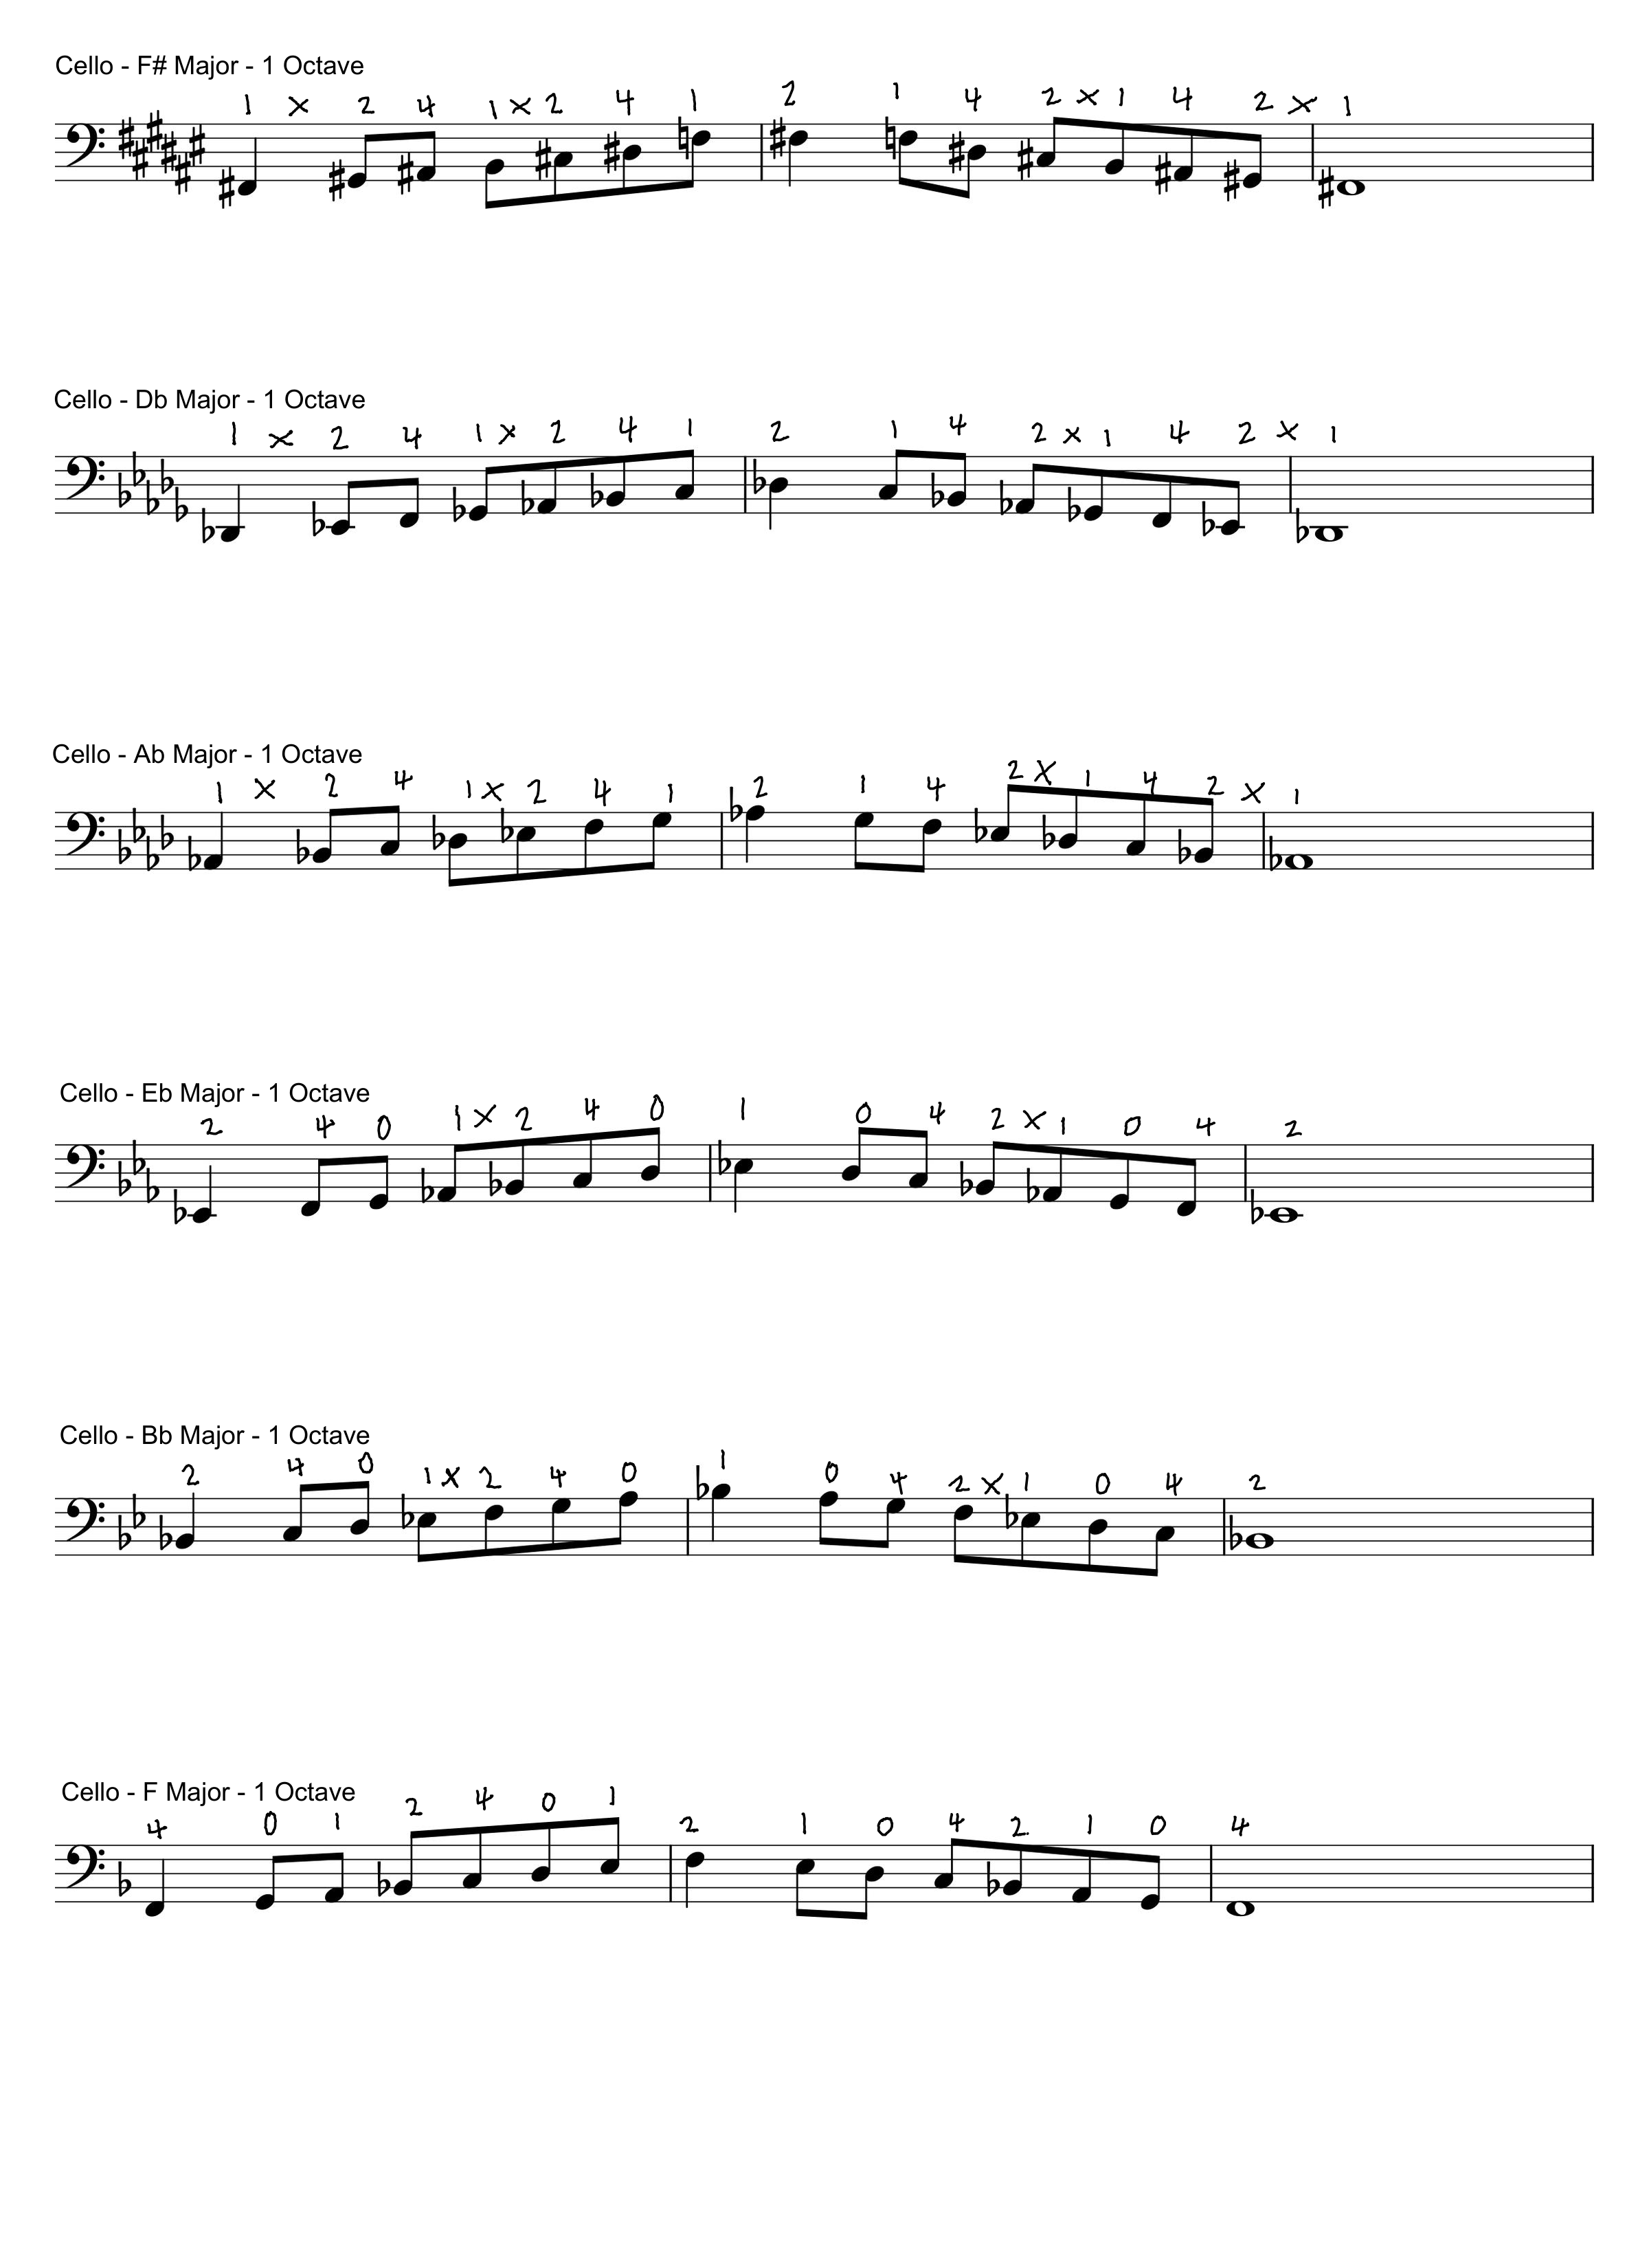 Cello - F# Major - 1 Octave
1 x 2 4 1 x 2 4 1 2 1 4 2 x 1 4 2 x 1
Cello - Db Major - 1 Octave
1 x 2 4 1 x 2 4 1 2 1 4 2 x 1 4 2 x 1
Cello - Ab Major - 1 Octave
1 x 2 4 1 x 2 4 1 2 1 4 2 x 1 4 2 x 1
Cello - Eb Major - 1 Octave
2 4 0 1 x 2 4 0 1 0 4 2 x 1 0 4 2
Cello - Bb Major - 1 Octave
2 4 0 1 x 2 4 0 1 0 4 2 x 1 0 4 2
Cello - F Major - 1 Octave
4 0 1 2 4 0 1 2 1 0 4 2 1 0 4